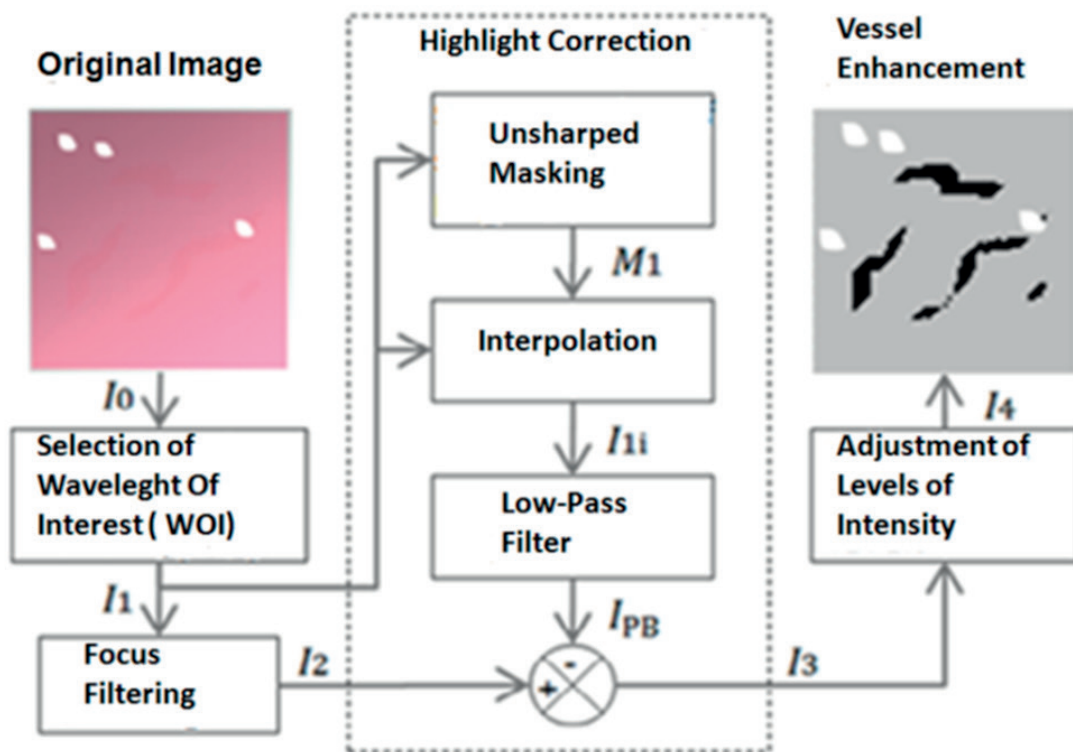 Original Image
I0
Selection of
Waveleght Of
Interest ( WOI)
I1
Focus
Filtering
I2
Highlight Correction
Unsharped
Masking
M1
Interpolation
I1i
Low-Pass
Filter
IPB
-
+
I3
Vessel
Enhancement
I4
Adjustment of
Levels of
Intensity